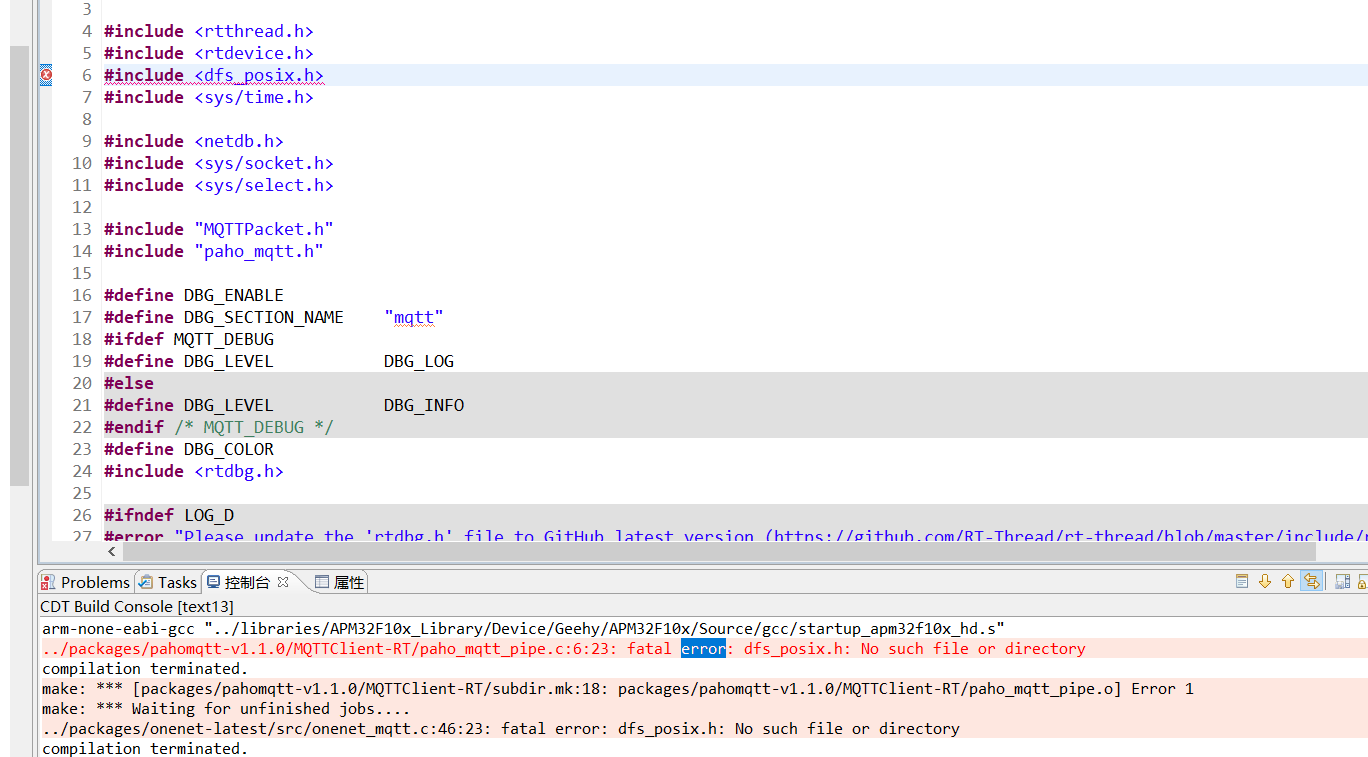 3
4 #include <rtthread.h>
5 #include <rtdevice.h>
6 #include <dfs_posix.h>
7 #include <sys/time.h>
8
9 #include <netdb.h>
10 #include <sys/socket.h>
11 #include <sys/select.h>
12
13 #include "MQTTPacket.h"
14 #include "paho_mqtt.h"
15
16 #define DBG_ENABLE
17 #define DBG_SECTION_NAME    "mqtt"
18 #ifdef MQTT_DEBUG
19 #define DBG_LEVEL           DBG_LOG
20 #else
21 #define DBG_LEVEL           DBG_INFO
22 #endif /* MQTT_DEBUG */
23 #define DBG_COLOR
24 #include <rtdbg.h>
25
26 #ifndef LOG_D
27 #error "Please update the 'rtdbg.h' file to GitHub latest version (https://github.com/RT-Thread/rt-thread/blob/master/include/
Problems Tasks 控制台 属性
CDT Build Console [text13]
arm-none-eabi-gcc "../libraries/APM32F10x_Library/Device/Geehy/APM32F10x/Source/gcc/startup_apm32f10x_hd.s"
../packages/pahomqtt-v1.1.0/MQTTClient-RT/paho_mqtt_pipe.c:6:23: fatal error: dfs_posix.h: No such file or directory
compilation terminated.
make: *** [packages/pahomqtt-v1.1.0/MQTTClient-RT/subdir.mk:18: packages/pahomqtt-v1.1.0/MQTTClient-RT/paho_mqtt_pipe.o] Error 1
make: *** Waiting for unfinished jobs....
../packages/onenet-latest/src/onenet_mqtt.c:46:23: fatal error: dfs_posix.h: No such file or directory
compilation terminated.